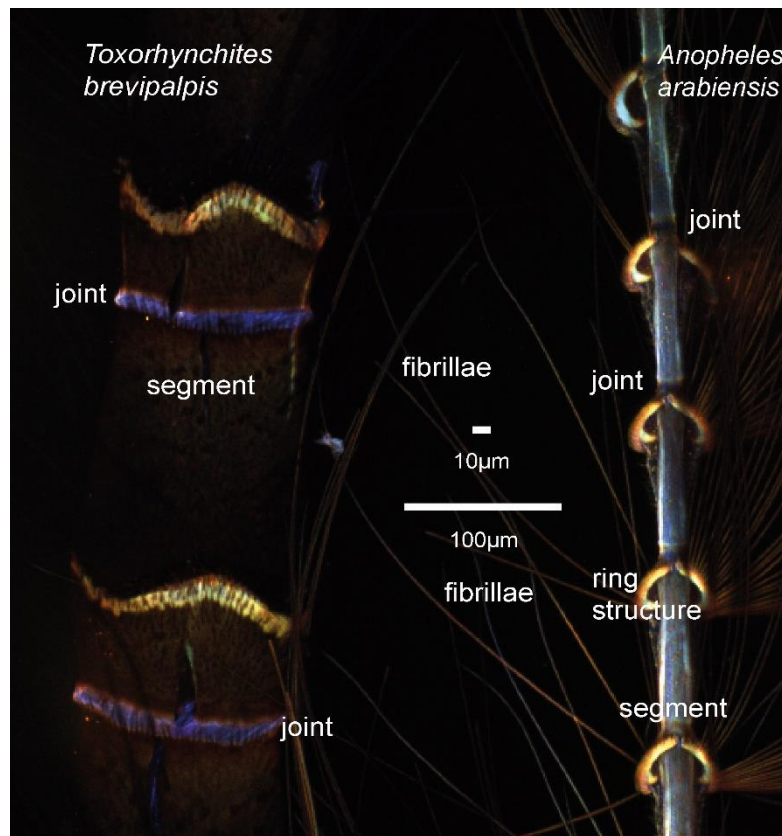 Toxorhynchites
brevipalpis
Anopheles
arabiensis
joint
joint
segment
fibrillae
joint
10µm
100µm
fibrillae
ring
structure
segment
joint